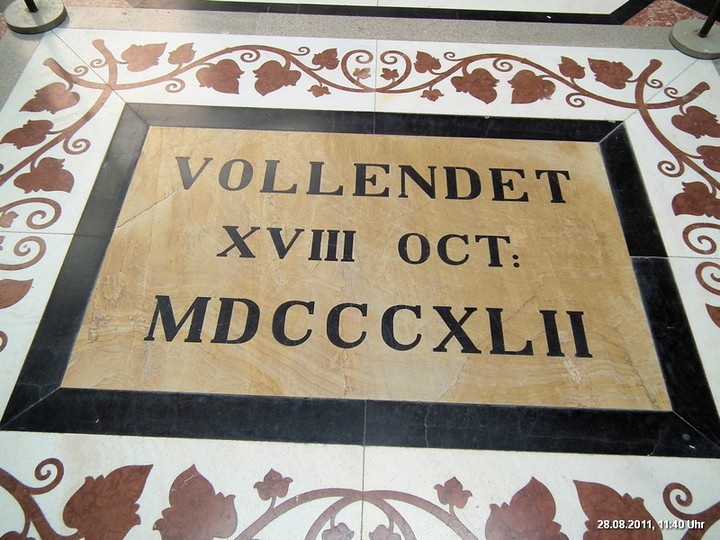 VOLLENDET
XVIII OCT:
MDCCCXLII
28.08.2011, 11:40 Uhr